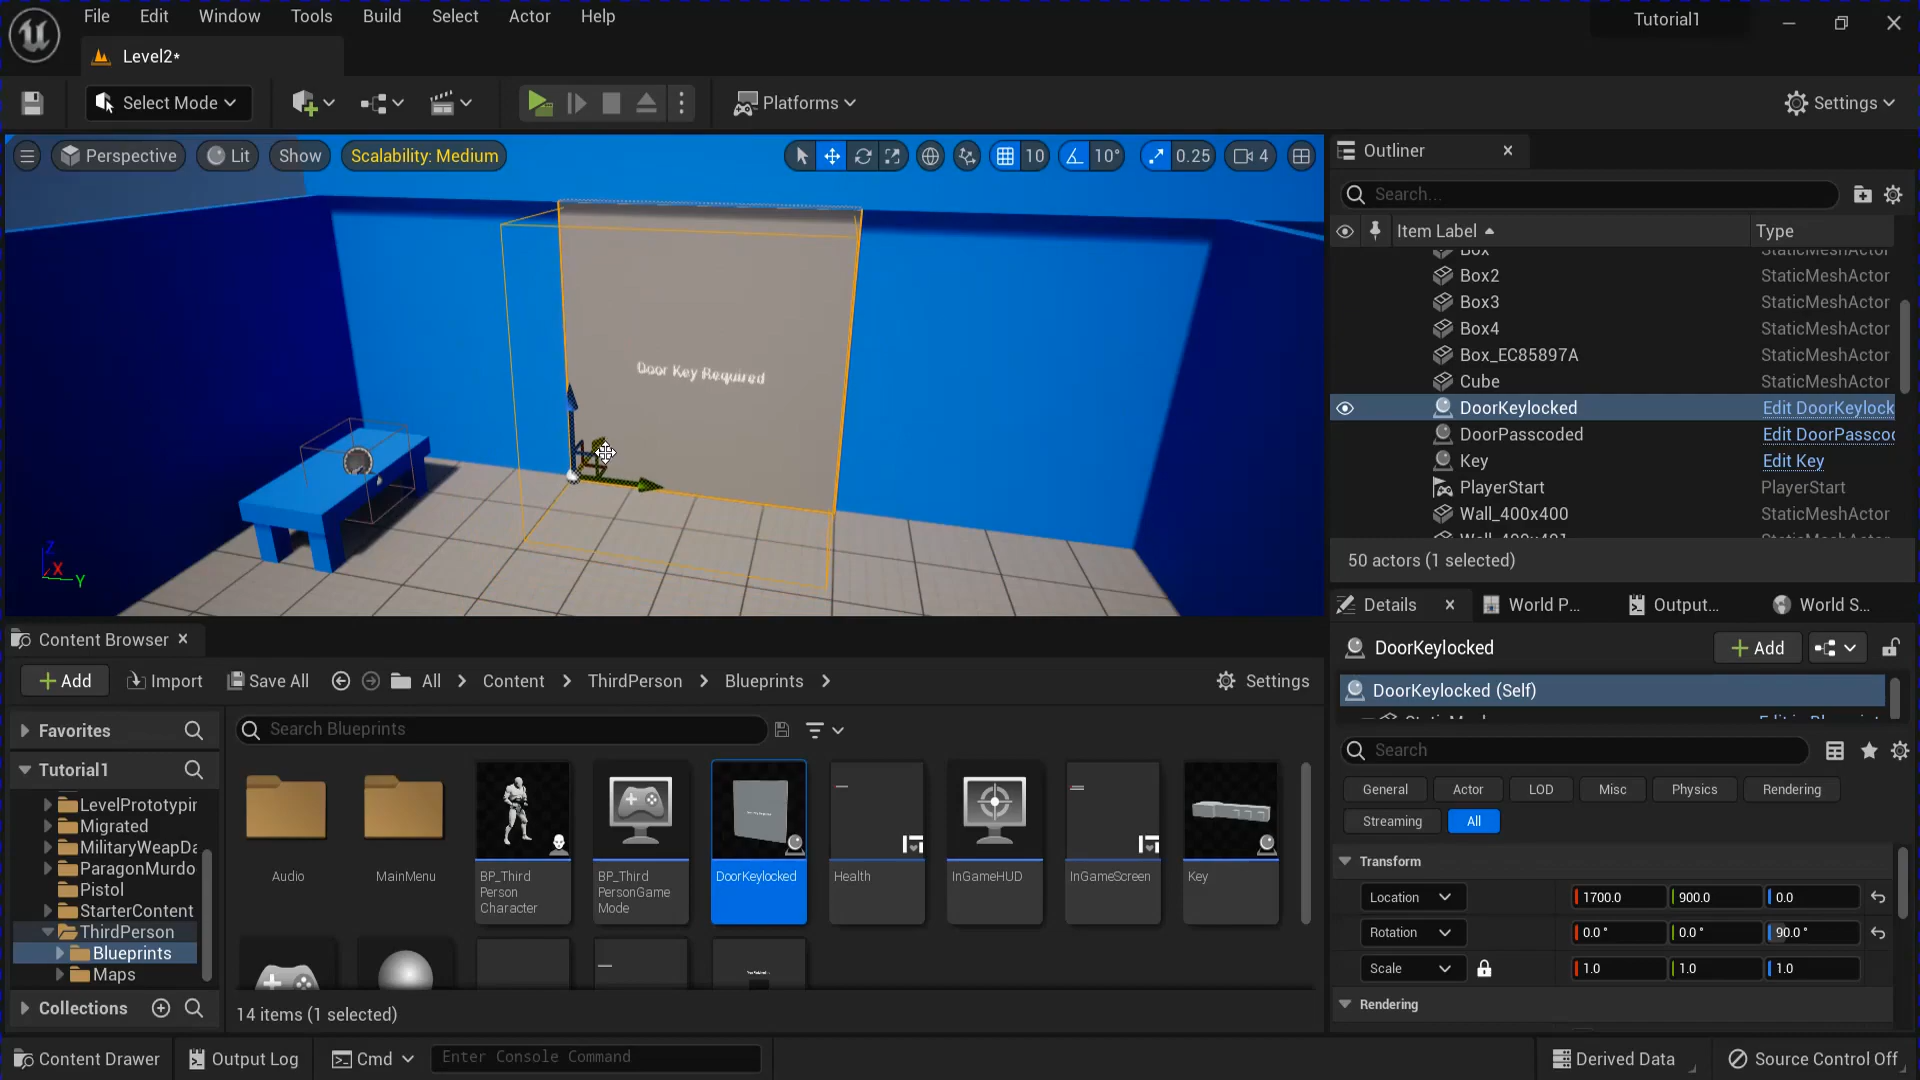 File Edit Window Tools Build Select Actor Help
Tutorial1
Level2*
Select Mode
Platforms
Settings
Perspective Lit Show Scalability: Medium
10 10° 0.25 4
Door Key Required
Z X Y
Outliner
Search...
Item Label Type
Box StaticMeshActor
Box2 StaticMeshActor
Box3 StaticMeshActor
Box4 StaticMeshActor
Box_EC85897A StaticMeshActor
Cube StaticMeshActor
DoorKeylocked Edit DoorKeylock
DoorPasscoded Edit DoorPassco
Key Edit Key
PlayerStart PlayerStart
Wall_400x400 StaticMeshActor
50 actors (1 selected)
Details World P... Output... World S...
DoorKeylocked
Add
DoorKeylocked (Self)
Search
General Actor LOD Misc Physics Rendering
Streaming All
Transform
Location 1700.0 900.0 0.0
Rotation 0.0° 0.0° 90.0°
Scale 1.0 1.0 1.0
Rendering
Content Browser
Add Import Save All All Content ThirdPerson Blueprints Settings
Favorites
Tutorial1
LevelPrototypir
Migrated
MilitaryWeapDa
ParagonMurdo
Pistol
StarterContent
ThirdPerson
Blueprints
Maps
Collections
Search Blueprints
Audio
MainMenu
BP_Third
Person
Character
BP_Third
PersonGame
Mode
DoorKeylocked
Health
InGameHUD
InGameScreen
Key
14 items (1 selected)
Content Drawer Output Log Cmd Enter Console Command
Derived Data Source Control Off